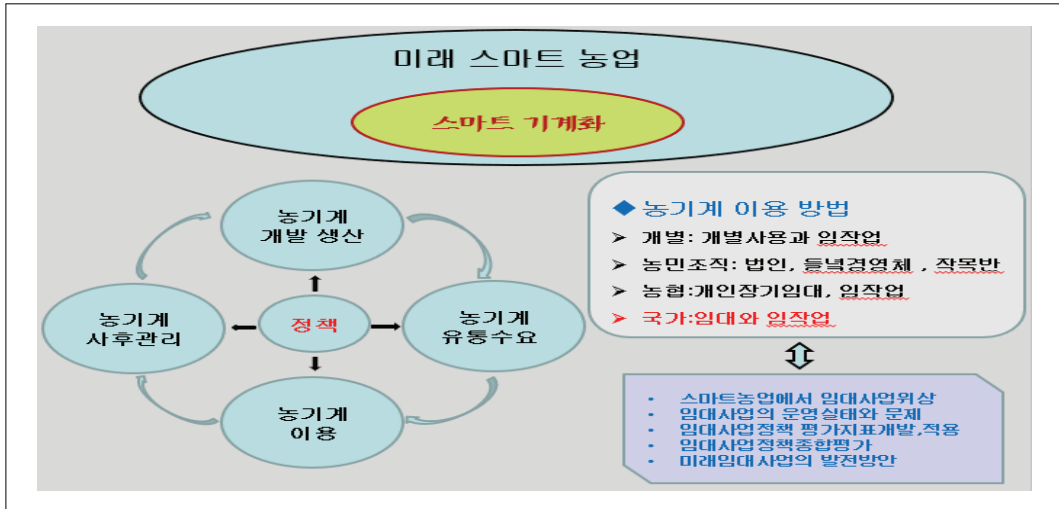 미래 스마트 농업
스마트 기계화
농기계
개발 생산
농기계
사후관리
정책
농기계
유통수요
농기계
이용
◆ 농기계 이용 방법
➢ 개별: 개별사용과 임작업
➢ 농민조직: 법인, 들녘경영체 , 작목반
➢ 농협:개인장기임대, 임작업
➢ 국가:임대와 임작업
• 스마트농업에서 임대사업위상
• 임대사업의 운영실태와 문제
• 임대사업정책 평가지표개발,적용
• 임대사업정책종합평가
• 미래임대사업의 발전방안